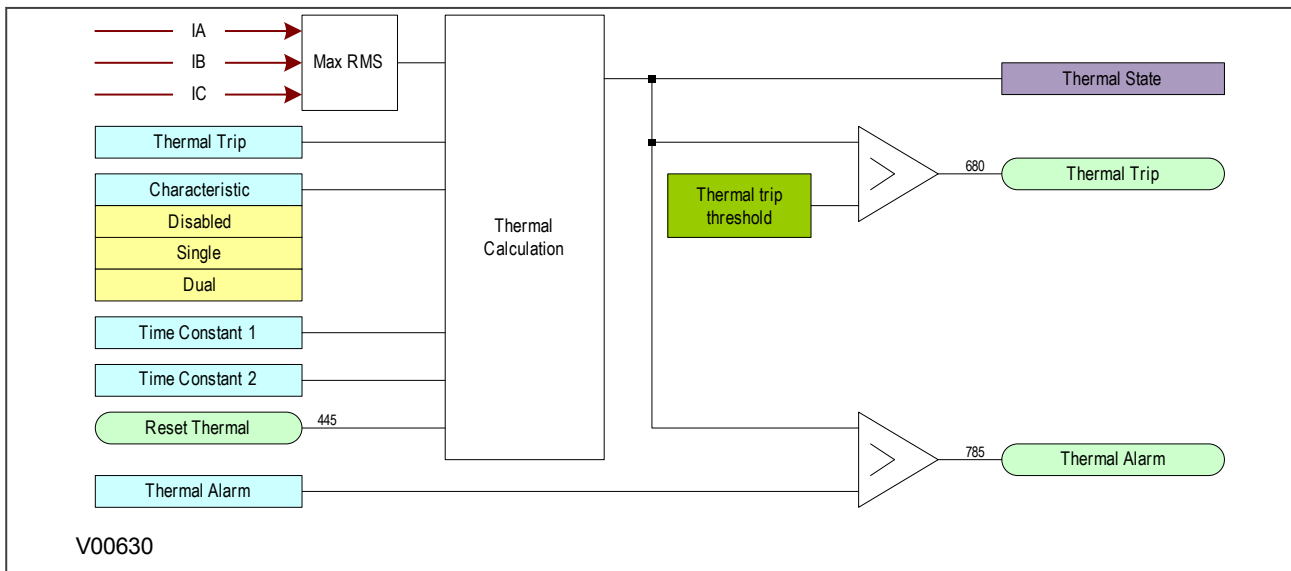 IA
IB
IC
Max RMS
Thermal Trip
Characteristic
Disabled
Single
Dual
Time Constant 1
Time Constant 2
Reset Thermal
445
Thermal Alarm
Thermal
Calculation
Thermal State
Thermal trip
threshold
680
Thermal Trip
785
Thermal Alarm
V00630